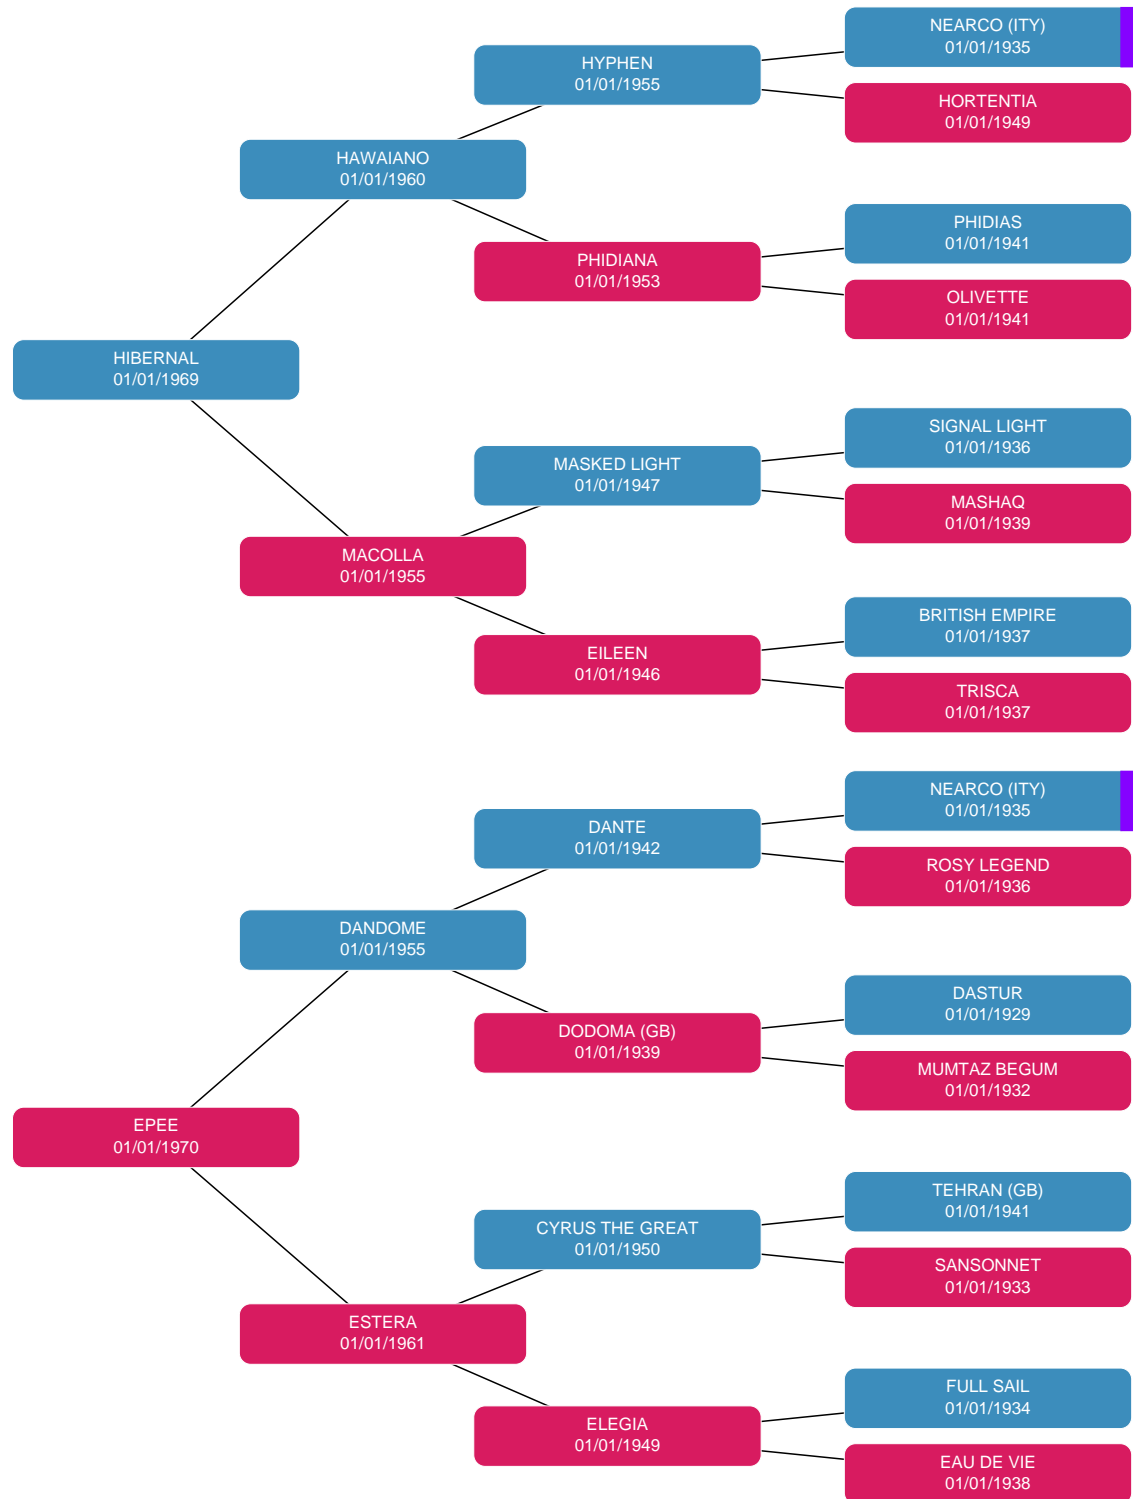 NEARCO (ITY)
01/01/1935
HYPHEN
01/01/1955
HORTENTIA
01/01/1949
HAWAIANO
01/01/1960
PHIDIAS
01/01/1941
PHIDIANA
01/01/1953
OLIVETTE
01/01/1941
HIBERNAL
01/01/1969
SIGNAL LIGHT
01/01/1936
MASKED LIGHT
01/01/1947
MASHAQ
01/01/1939
MACOLLA
01/01/1955
BRITISH EMPIRE
01/01/1937
EILEEN
01/01/1946
TRISCA
01/01/1937
NEARCO (ITY)
01/01/1935
DANTE
01/01/1942
ROSY LEGEND
01/01/1936
DANDOME
01/01/1955
DASTUR
01/01/1929
DODOMA (GB)
01/01/1939
MUMTAZ BEGUM
01/01/1932
EPEE
01/01/1970
TEHRAN (GB)
01/01/1941
CYRUS THE GREAT
01/01/1950
SANSONNET
01/01/1933
ESTERA
01/01/1961
FULL SAIL
01/01/1934
ELEGIA
01/01/1949
EAU DE VIE
01/01/1938